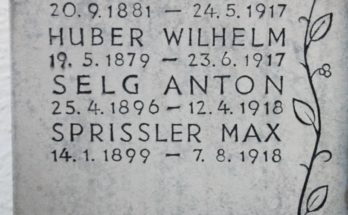 20.9.1881 – 24.5.1917
HUBER WILHELM
19.5.1879 – 23.6.1917
SELG ANTON
25.4.1896 – 12.4.1918
SPRISSLER MAX
14.1.1899 – 7.8.1918